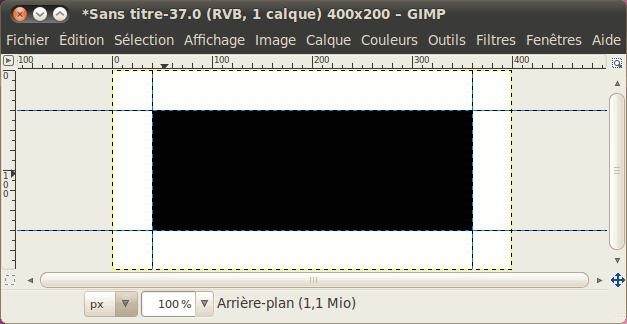 *Sans titre-37.0 (RVB, 1 calque) 400x200 – GIMP
Fichier Édition Sélection Affichage Image Calque Couleurs Outils Filtres Fenêtres Aide
-100 0 100 200 300 400
0
100
px 100 % Arrière-plan (1,1 Mio)